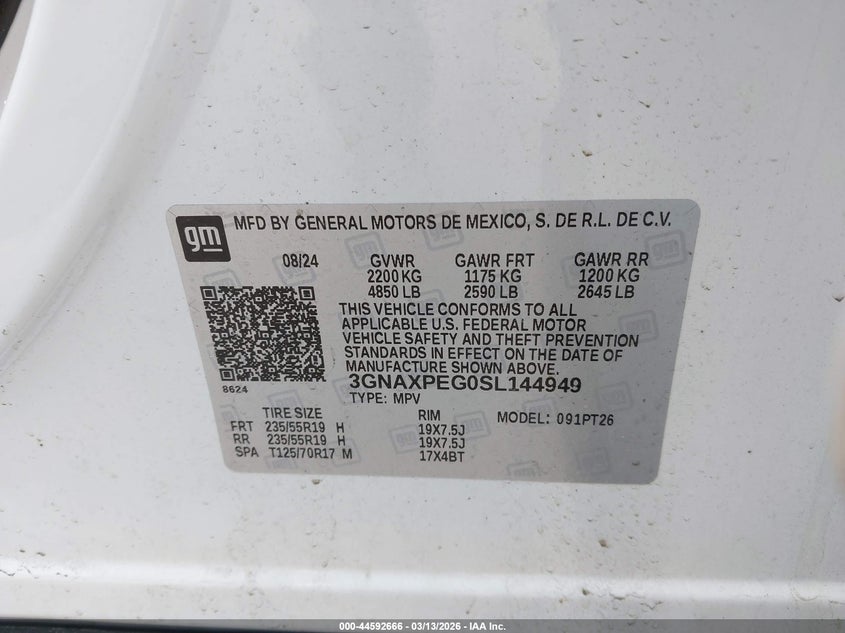 gm MFD BY GENERAL MOTORS DE MEXICO, S. DE R.L. DE C.V.
08/24 GVWR GAWR FRT GAWR RR
2200 KG 1175 KG 1200 KG
4850 LB 2590 LB 2645 LB
THIS VEHICLE CONFORMS TO ALL
APPLICABLE U.S. FEDERAL MOTOR
VEHICLE SAFETY AND THEFT PREVENTION
STANDARDS IN EFFECT ON THE DATE OF
MANUFACTURE SHOWN ABOVE.
8624 3GNAXPEG0SL144949
TYPE: MPV
TIRE SIZE RIM MODEL: 091PT26
FRT 235/55R19 H 19X7.5J
RR 235/55R19 H 19X7.5J
SPA T125/70R17 M 17X4BT
000-44592666 - 03/13/2026 - IAA Inc.